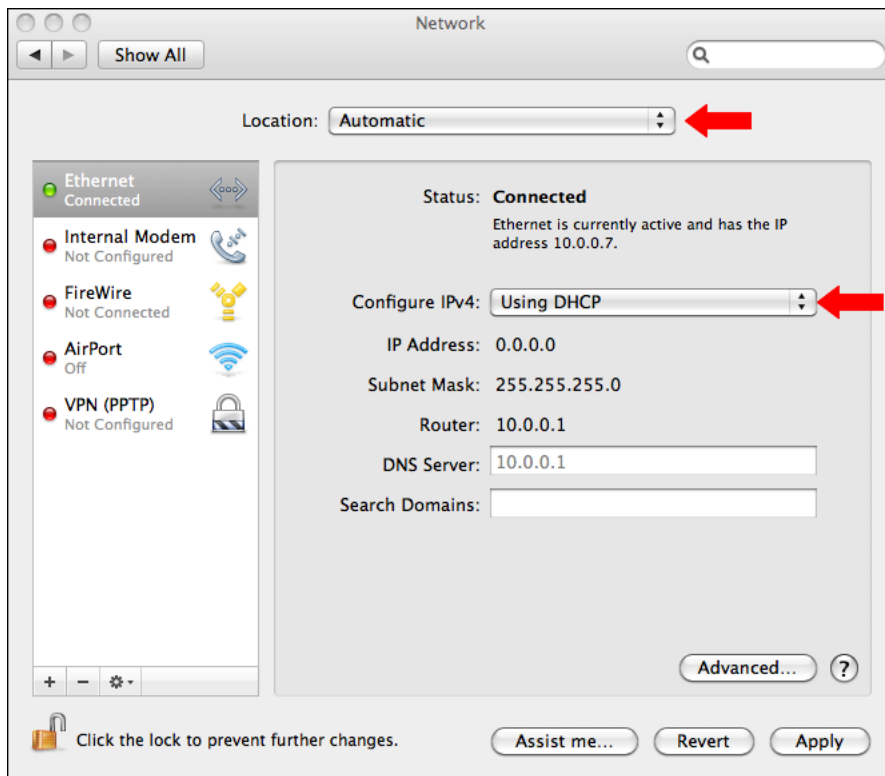 Network
Show All
Location: Automatic
Ethernet
Connected
Internal Modem
Not Configured
FireWire
Not Connected
AirPort
Off
VPN (PPTP)
Not Configured
Status: Connected
Ethernet is currently active and has the IP
address 10.0.0.7.
Configure IPv4: Using DHCP
IP Address: 0.0.0.0
Subnet Mask: 255.255.255.0
Router: 10.0.0.1
DNS Server: 10.0.0.1
Search Domains:
Advanced... ?
Click the lock to prevent further changes.
Assist me... Revert Apply